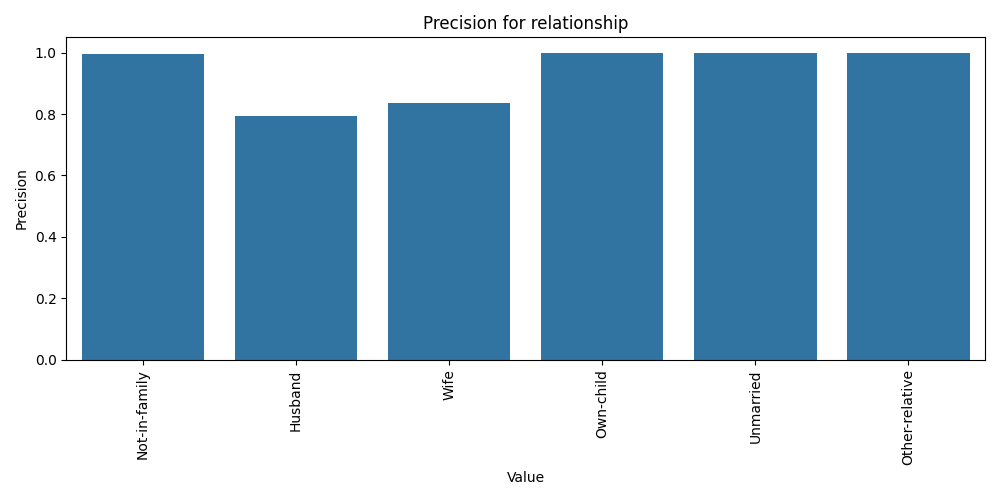 Precision for relationship
Precision
1.0
0.8
0.6
0.4
0.2
0.0
Not-in-family
Husband
Wife
Own-child
Unmarried
Other-relative
Value